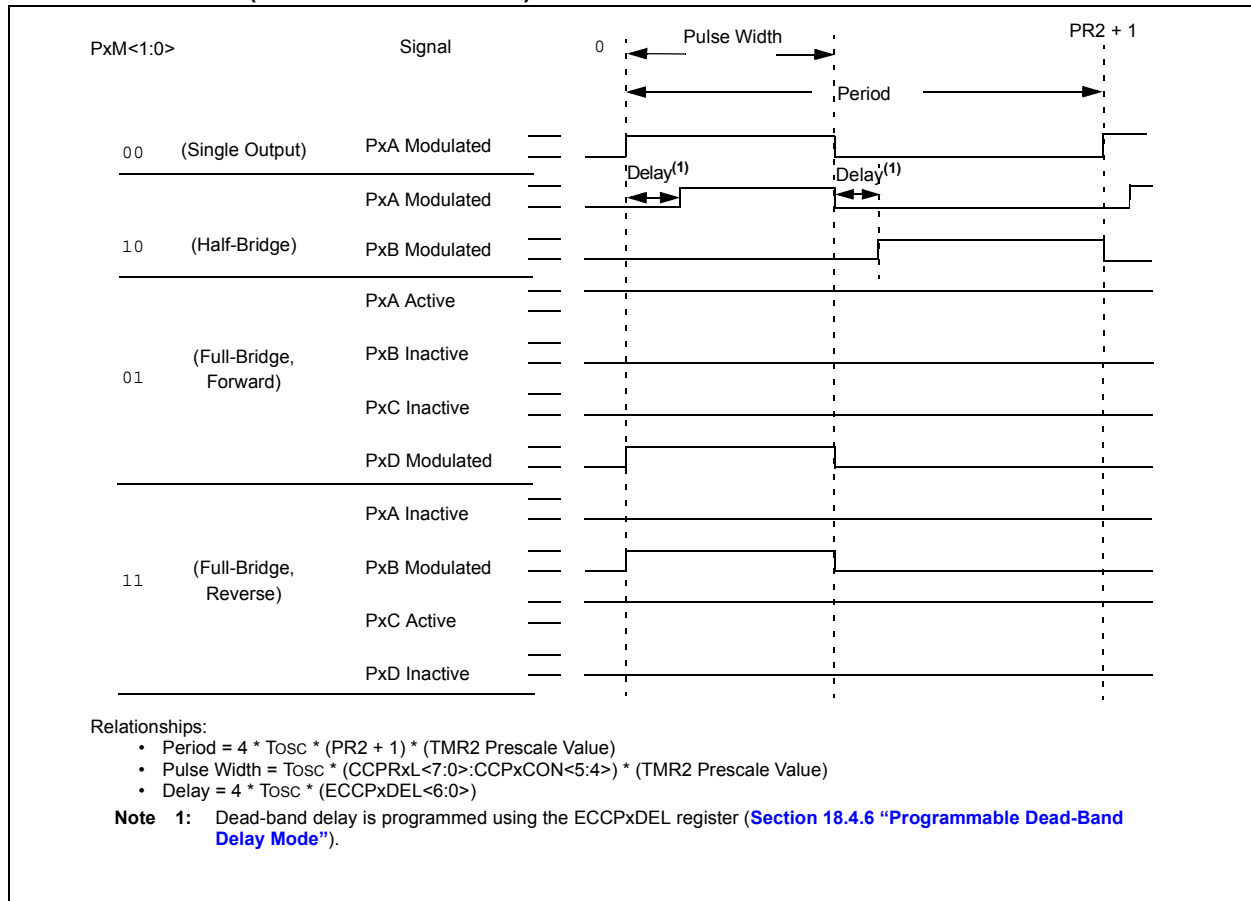 PxM<1:0> Signal 0 Pulse Width PR2 + 1
Period
00 (Single Output) PxA Modulated
Delay(1) Delay(1)
PxA Modulated
10 (Half-Bridge) PxB Modulated
PxA Active
PxB Inactive
01 (Full-Bridge,
Forward)
PxC Inactive
PxD Modulated
PxA Inactive
11 (Full-Bridge,
Reverse)
PxB Modulated
PxC Active
PxD Inactive
Relationships:
• Period = 4 * TOSC * (PR2 + 1) * (TMR2 Prescale Value)
• Pulse Width = TOSC * (CCPRxL<7:0>:CCPxCON<5:4>) * (TMR2 Prescale Value)
• Delay = 4 * TOSC * (ECCPxDEL<6:0>)
Note 1: Dead-band delay is programmed using the ECCPxDEL register (Section 18.4.6 “Programmable Dead-Band
Delay Mode”).